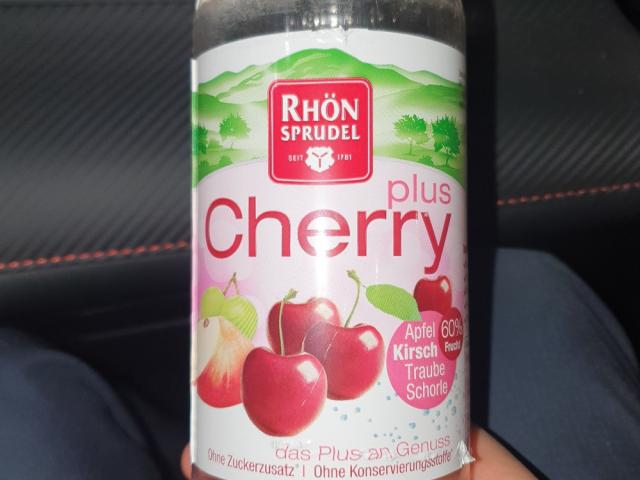 RHÖN
SPRUDEL
SEIT 1781
plus
Cherry
Apfel
Kirsch
Traube
Schorle
60%
Frucht
das Plus an Genuss
Ohne Zuckerzusatz* | Ohne Konservierungsstoffe*